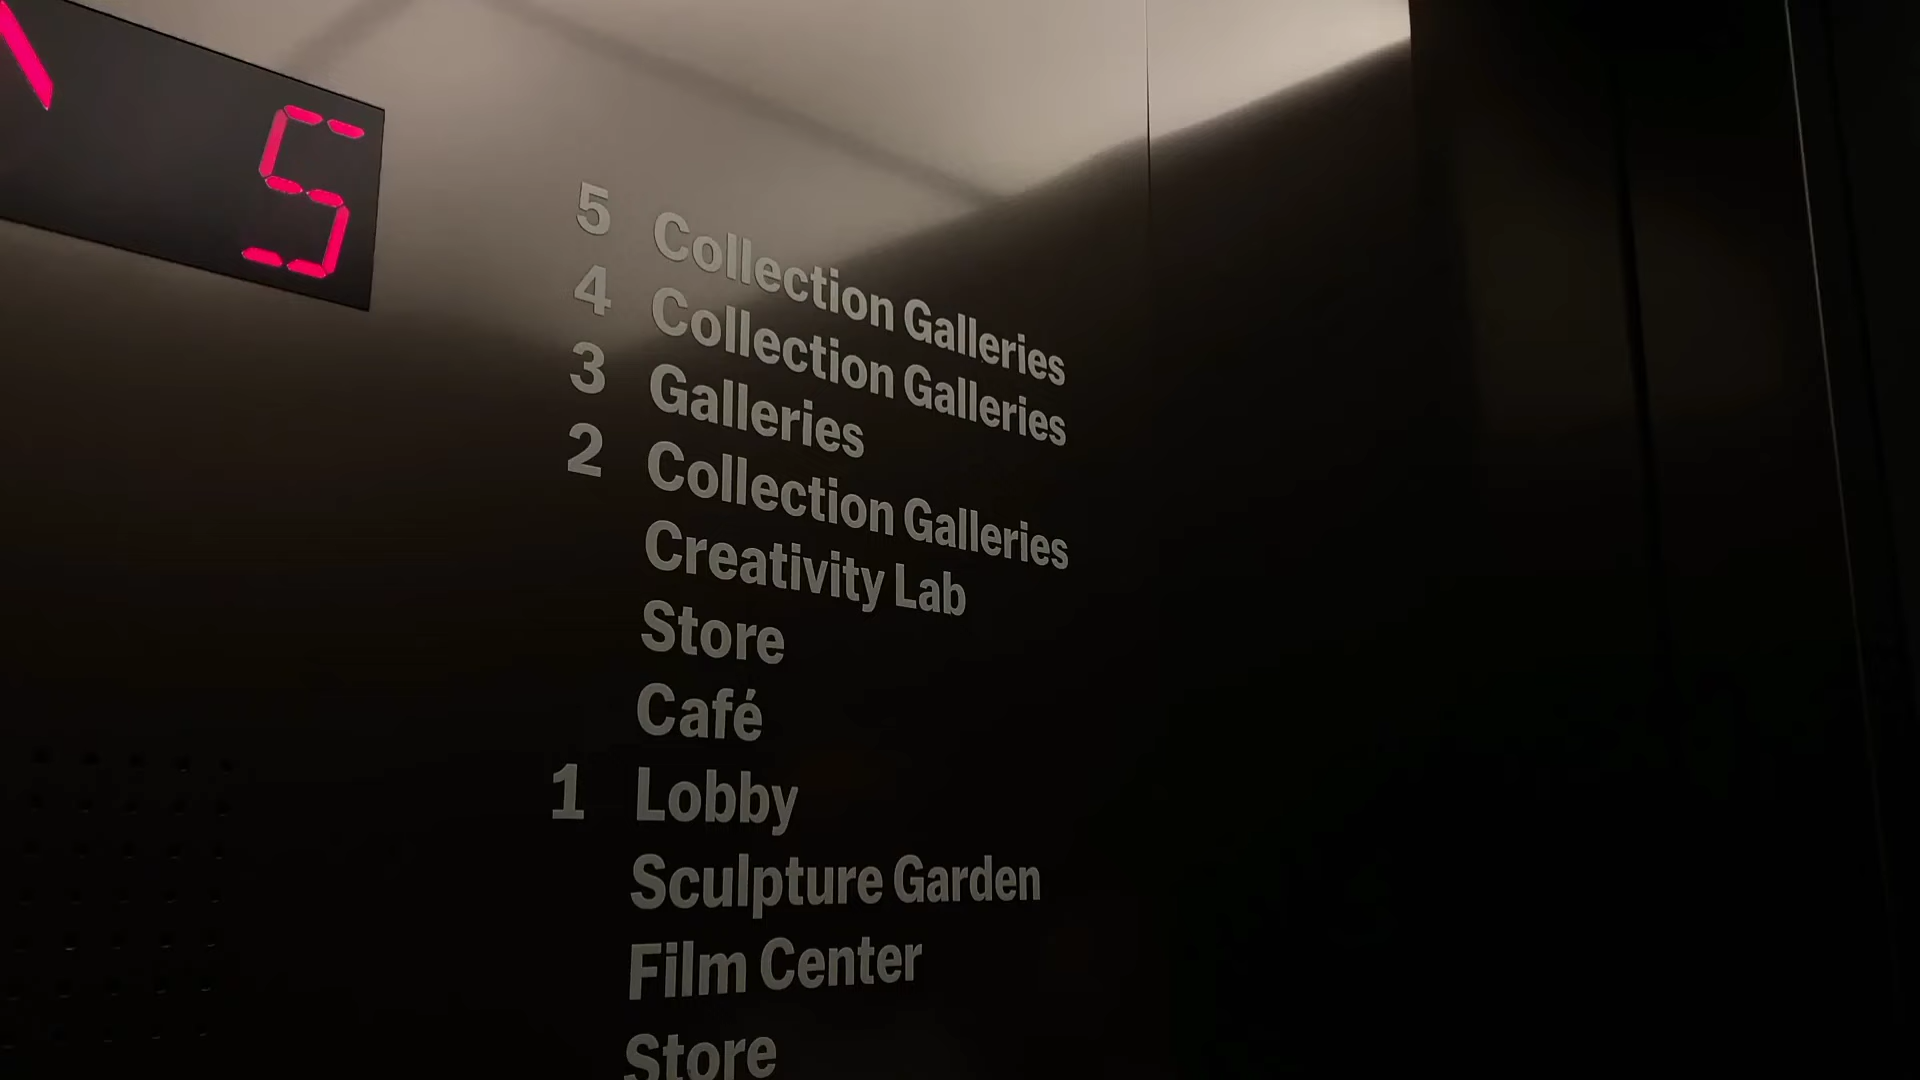 5
5 Collection Galleries
4 Collection Galleries
3 Galleries
2 Collection Galleries
Creativity Lab
Store
Café
1 Lobby
Sculpture Garden
Film Center
Store